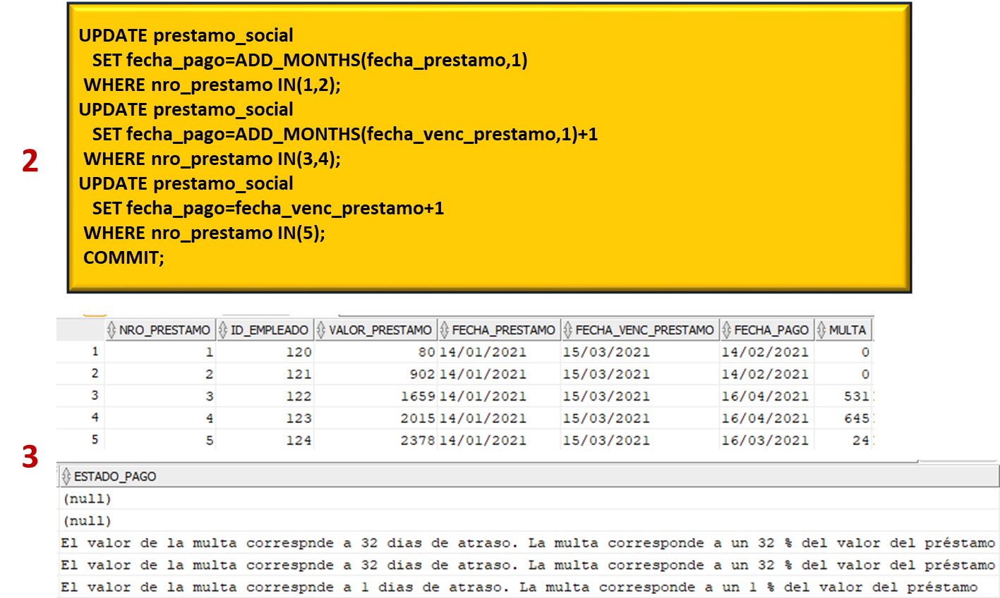 UPDATE prestamo_social
SET fecha_pago=ADD_MONTHS(fecha_prestamo,1)
WHERE nro_prestamo IN(1,2);
UPDATE prestamo_social
SET fecha_pago=ADD_MONTHS(fecha_venc_prestamo,1)+1
WHERE nro_prestamo IN(3,4);
UPDATE prestamo_social
SET fecha_pago=fecha_venc_prestamo+1
WHERE nro_prestamo IN(5);
COMMIT;
2
NRO_PRESTAMO ID_EMPLEADO VALOR_PRESTAMO FECHA_PRESTAMO FECHA_VENC_PRESTAMO FECHA_PAGO MULTA
1 1 120 80 14/01/2021 15/03/2021 14/02/2021 0
2 2 121 902 14/01/2021 15/03/2021 14/02/2021 0
3 3 122 1659 14/01/2021 15/03/2021 16/04/2021 531
4 4 123 2015 14/01/2021 15/03/2021 16/04/2021 645
5 5 124 2378 14/01/2021 15/03/2021 16/03/2021 24
3
ESTADO_PAGO
(null)
(null)
El valor de la multa correspnde a 32 dias de atraso. La multa corresponde a un 32 % del valor del préstamo
El valor de la multa correspnde a 32 dias de atraso. La multa corresponde a un 32 % del valor del préstamo
El valor de la multa correspnde a 1 dias de atraso. La multa corresponde a un 1 % del valor del préstamo